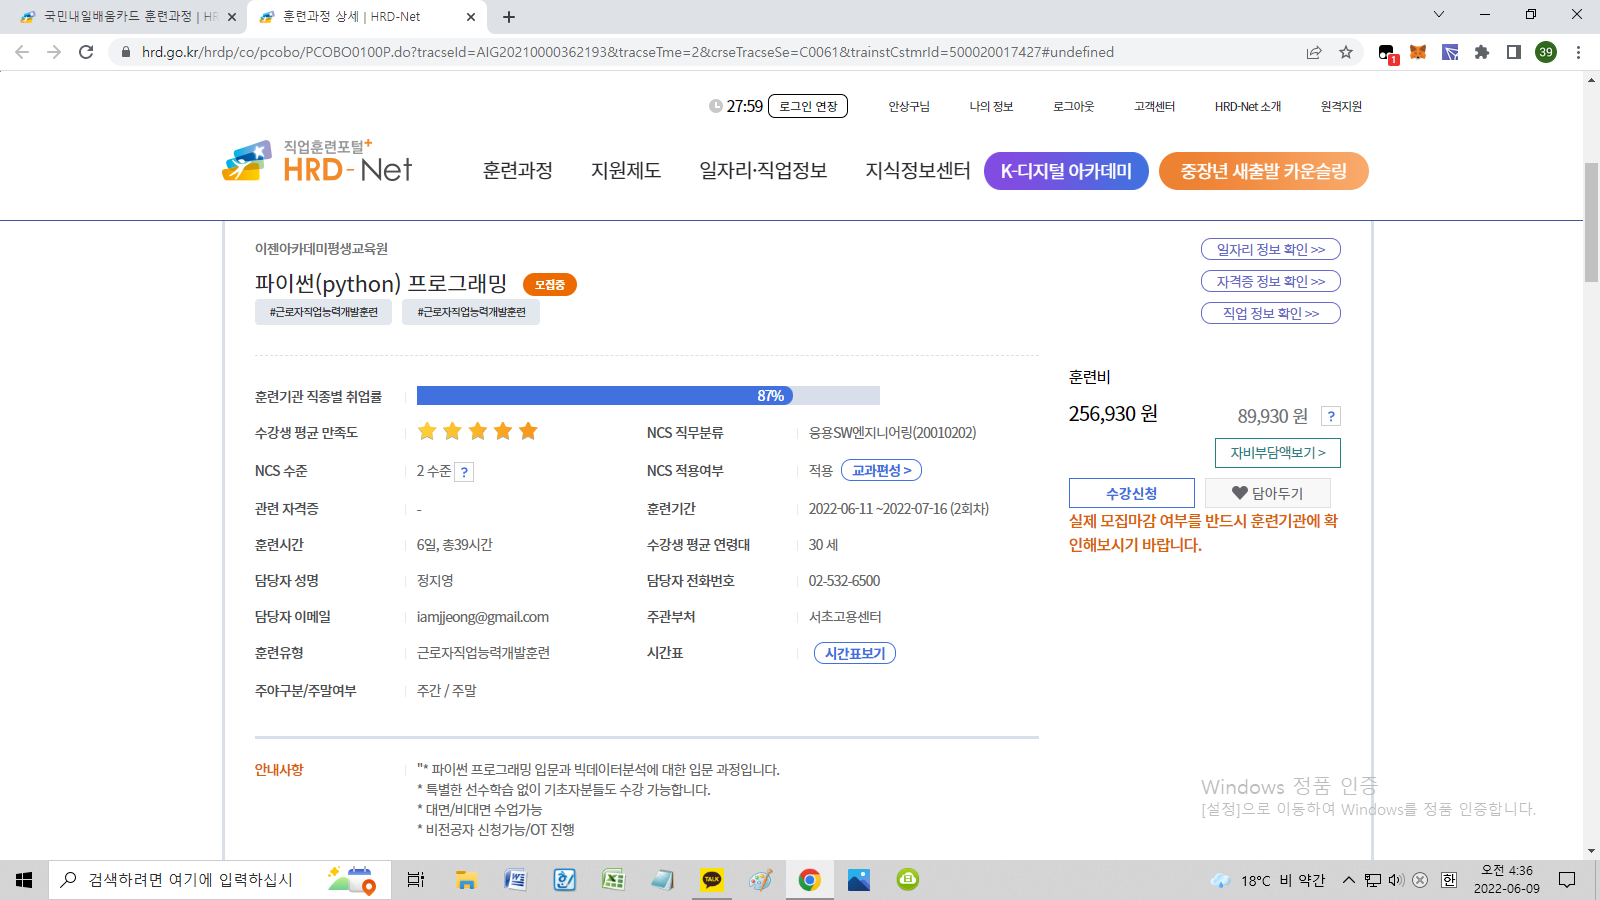 국민내일배움카드 훈련과정 | HR
훈련과정 상세 | HRD-Net
hrd.go.kr/hrdp/co/pcobo/PCOBO0100P.do?tracseId=AIG20210000362193&tracseTme=2&crseTracseSe=C0061&trainstCstmrId=500020017427#undefined
1
39
27:59 로그인 연장 안상구님 나의 정보 로그아웃 고객센터 HRD-Net 소개 원격지원
직업훈련포털+
HRD-Net
훈련과정 지원제도 일자리·직업정보 지식정보센터 K-디지털 아카데미 중장년 새출발 카운슬링
이젠아카데미평생교육원
파이썬(python) 프로그래밍 모집중
#근로자직업능력개발훈련 #근로자직업능력개발훈련
일자리 정보 확인 >>
자격증 정보 확인 >>
직업 정보 확인 >>
훈련기관 직종별 취업률 87%
수강생 평균 만족도 NCS 직무분류 응용SW엔지니어링(20010202)
NCS 수준 2 수준 ? NCS 적용여부 적용 교과편성 >
관련 자격증 - 훈련기간 2022-06-11 ~2022-07-16 (2회차)
훈련시간 6일, 총39시간 수강생 평균 연령대 30 세
담당자 성명 정지영 담당자 전화번호 02-532-6500
담당자 이메일 iamjjeong@gmail.com 주관부처 서초고용센터
훈련유형 근로자직업능력개발훈련 시간표 시간표보기
주야구분/주말여부 주간 / 주말
훈련비
256,930 원 89,930 원 ?
자비부담액보기 >
수강신청 담아두기
실제 모집마감 여부를 반드시 훈련기관에 확
인해보시기 바랍니다.
안내사항 "* 파이썬 프로그래밍 입문과 빅데이터분석에 대한 입문 과정입니다.
* 특별한 선수학습 없이 기초자분들도 수강 가능합니다.
* 대면/비대면 수업가능
* 비전공자 신청가능/OT 진행
Windows 정품 인증
[설정]으로 이동하여 Windows를 정품 인증합니다.
검색하려면 여기에 입력하십시
TALK
18°C 비 약간
한
오전 4:36
2022-06-09